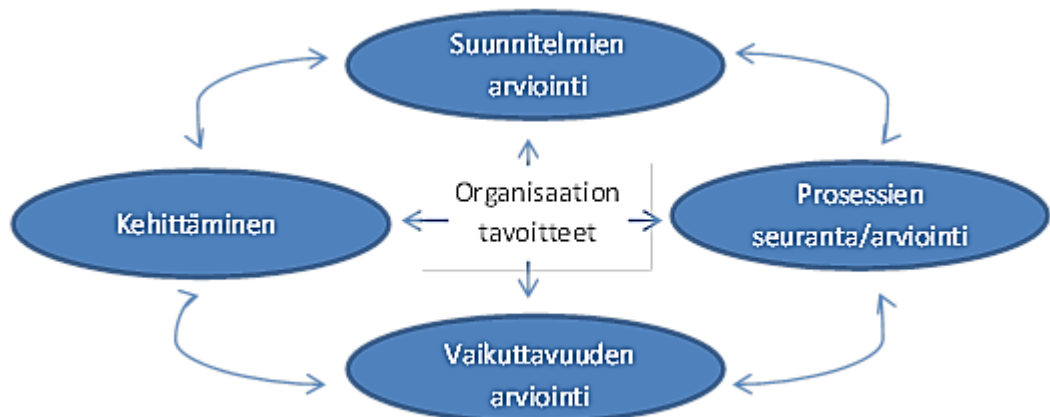 Suunnitelmien
arviointi
Kehittäminen
Organisaation
tavoitteet
Prosessien
seuranta/arviointi
Vaikuttavuuden
arviointi